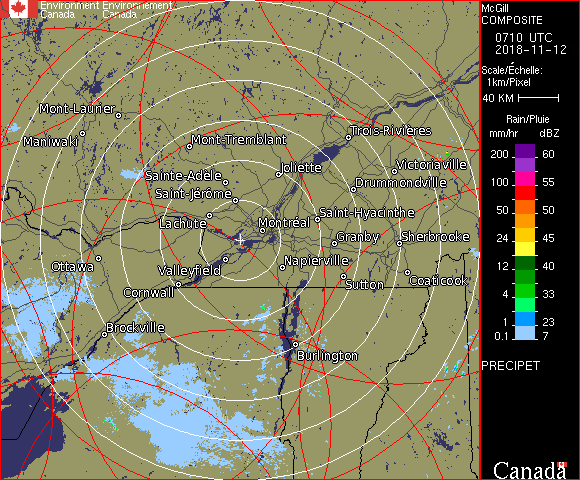 Environment Environnement
Canada Canada
McGill
COMPOSITE
0710 UTC
2018-11-12
Scale/Échelle:
1km/Pixel
40 KM
Rain/Pluie
mm/hr dBZ
200 60
55
100 55
50 50
24 45
12 40
4 33
1 23
0.1 7
PRECIPET
Canada
Mont-Laurier
Maniwaki
Mont-Tremblant
Trois-Rivières
Joliette
Victoriaville
Sainte-Adèle
Drummondville
Saint-Jérôme
Saint-Hyacinthe
Lachute
Montréal
Granby
Sherbrooke
Ottawa
Valleyfield
Napierville
Cornwall
Sutton
Coaticook
Brockville
Burlington